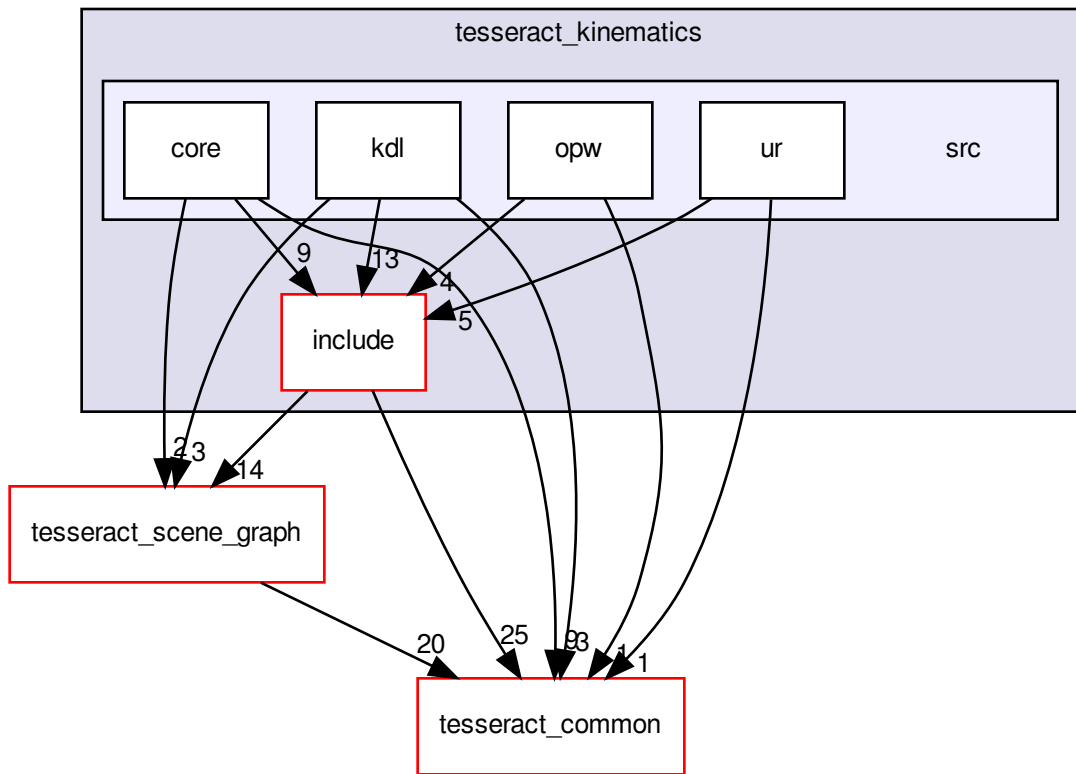 tesseract_kinematics
core
kdl
opw
ur
src
9
13
4
5
include
2
3
14
tesseract_scene_graph
20
25
9
3
1
1
tesseract_common